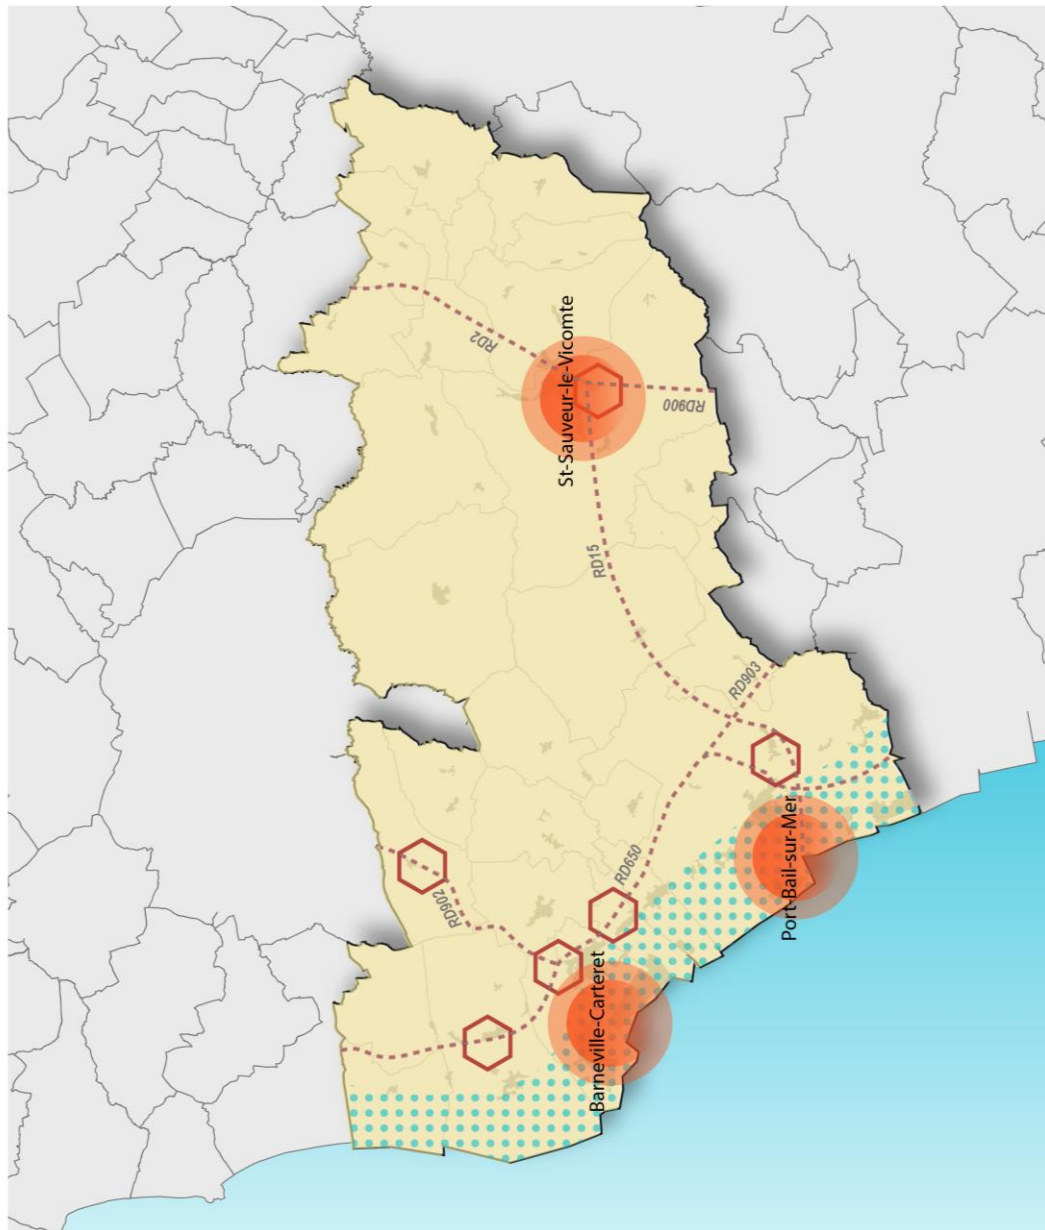 RD2
St-Sauveur-le-Vicomte
RD900
RD15
RD903
RD650
RD902
Port-Bail-sur-Mer
Barneville-Carteret